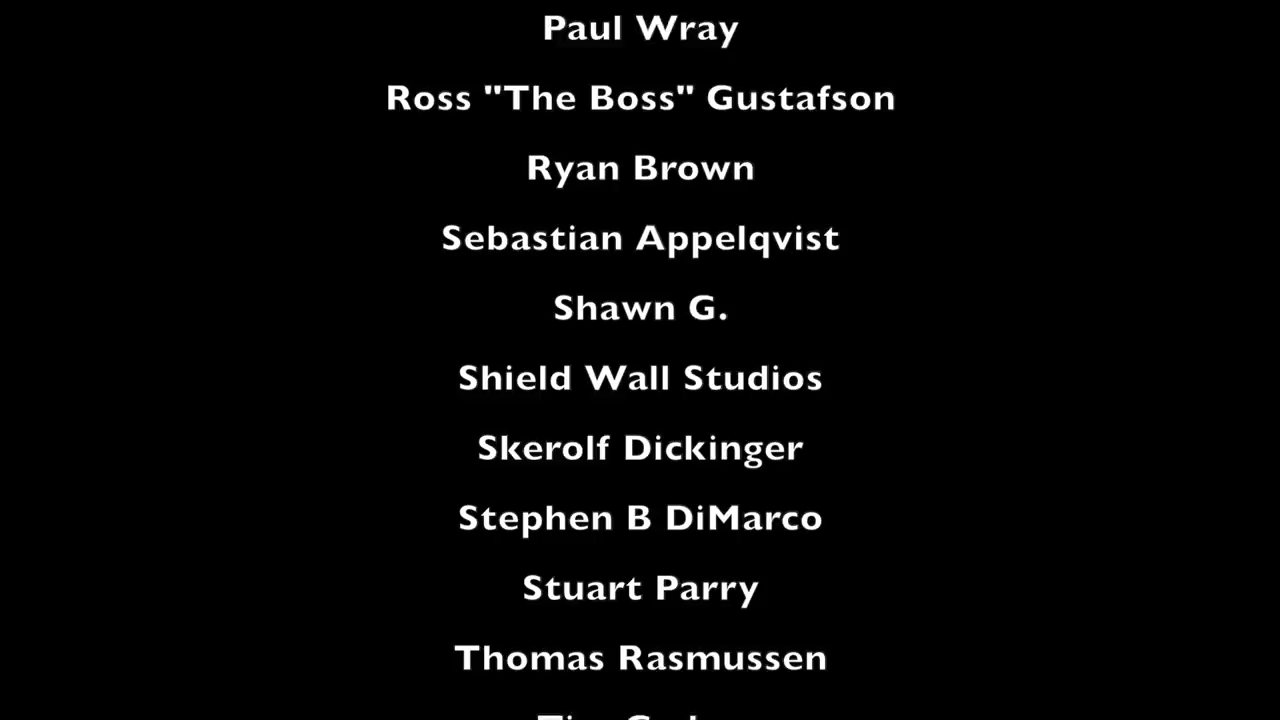 Paul Wray
Ross "The Boss" Gustafson
Ryan Brown
Sebastian Appelqvist
Shawn G.
Shield Wall Studios
Skerolf Dickinger
Stephen B DiMarco
Stuart Parry
Thomas Rasmussen